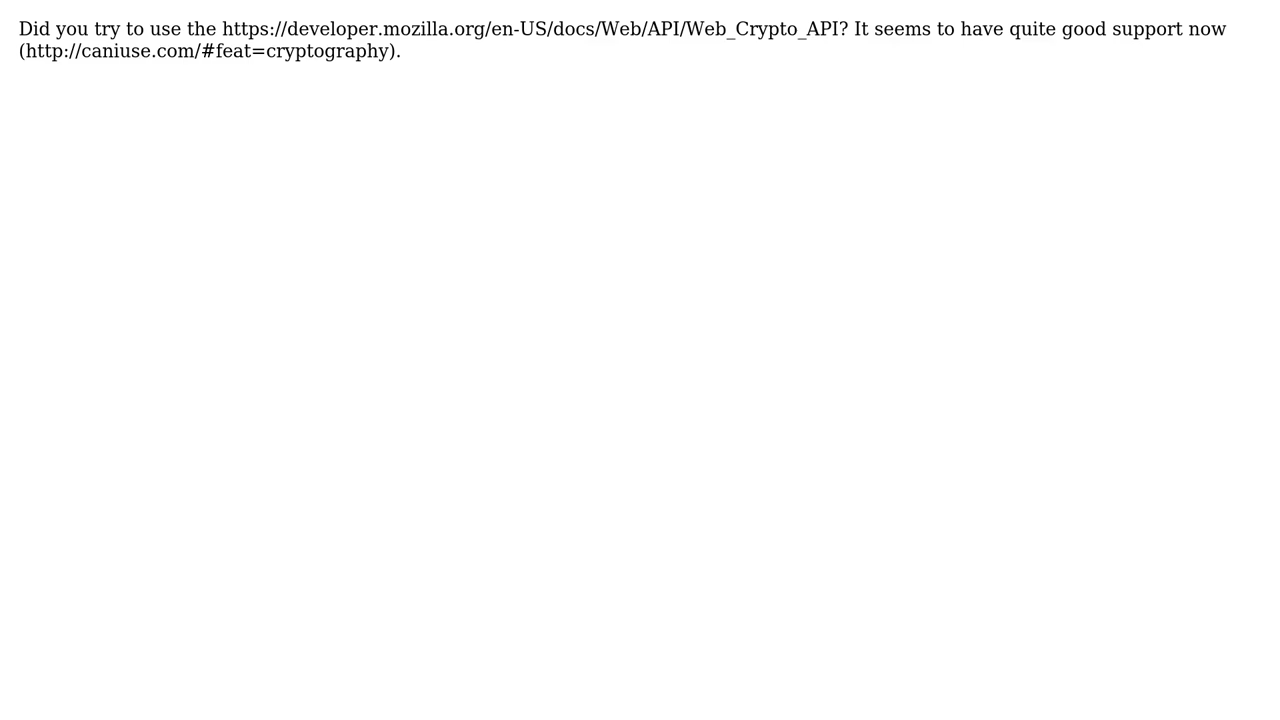 Did you try to use the https://developer.mozilla.org/en-US/docs/Web/API/Web_Crypto_API? It seems to have quite good support now
(http://caniuse.com/#feat=cryptography).